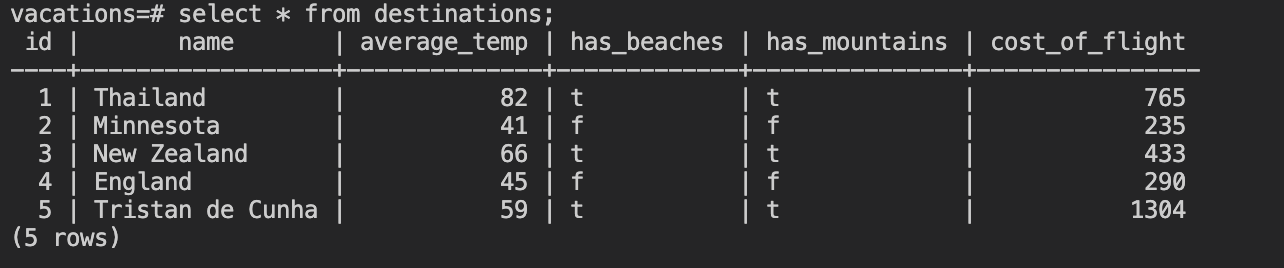 vacations=# select * from destinations;
 id |       name       | average_temp | has_beaches | has_mountains | cost_of_flight
----+------------------+--------------+-------------+---------------+----------------
  1 | Thailand         |           82 | t           | t             |            765
  2 | Minnesota        |           41 | f           | f             |            235
  3 | New Zealand      |           66 | t           | t             |            433
  4 | England          |           45 | f           | f             |            290
  5 | Tristan de Cunha |           59 | t           | t             |           1304
(5 rows)